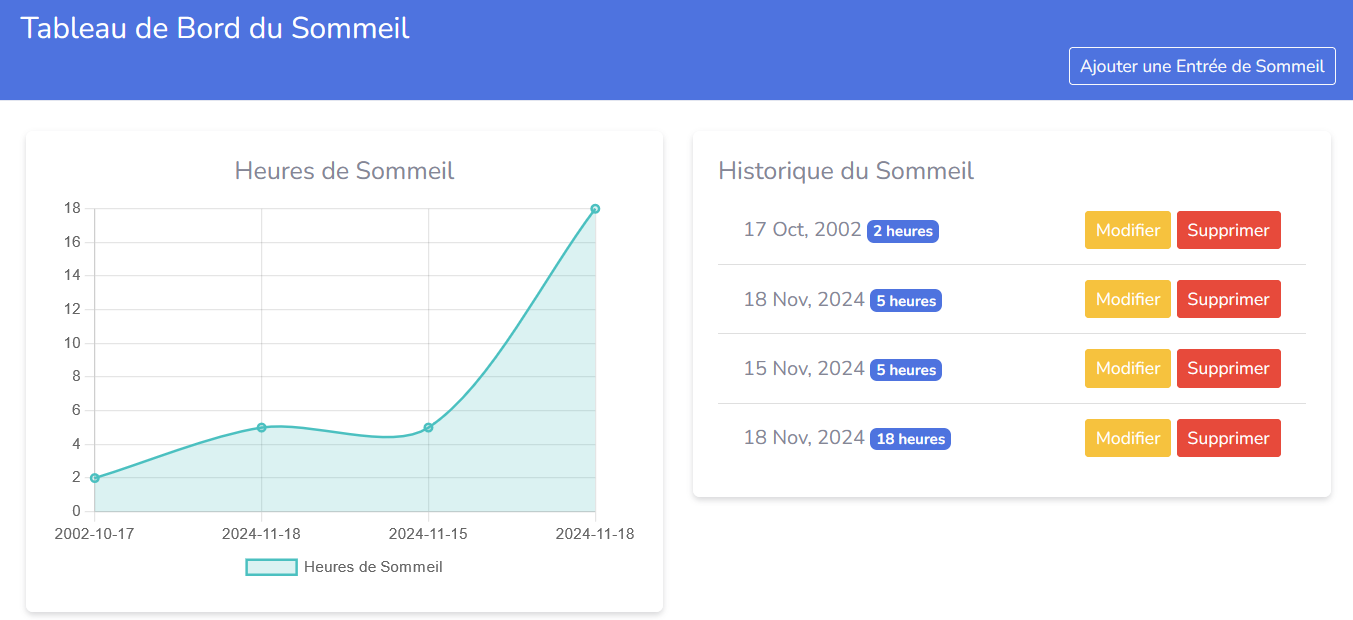 Tableau de Bord du Sommeil
Ajouter une Entrée de Sommeil
Heures de Sommeil
18
16
14
12
10
8
6
4
2
0
2002-10-17 2024-11-18 2024-11-15 2024-11-18
Heures de Sommeil
Historique du Sommeil
17 Oct, 2002 2 heures Modifier Supprimer
18 Nov, 2024 5 heures Modifier Supprimer
15 Nov, 2024 5 heures Modifier Supprimer
18 Nov, 2024 18 heures Modifier Supprimer